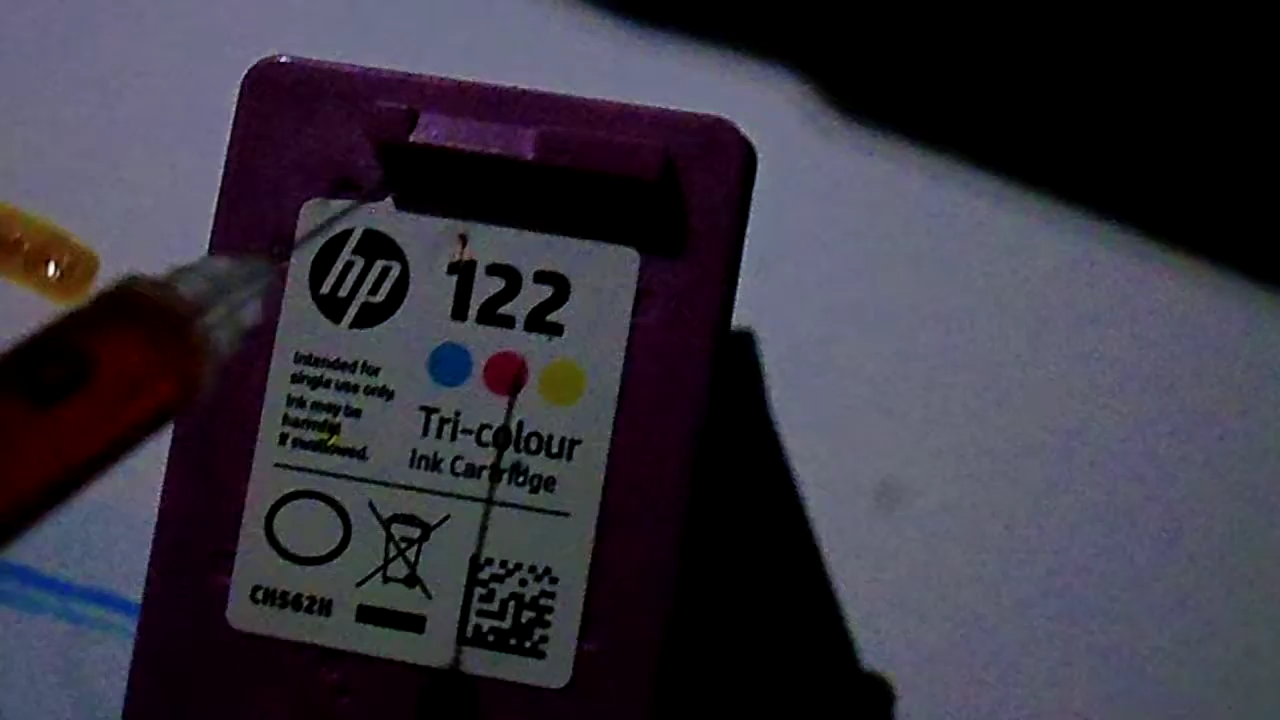 hp
122
Intended for
single use only.
Ink may be
harmful
if swallowed.
Tri-colour
Ink Cartridge
CH562H